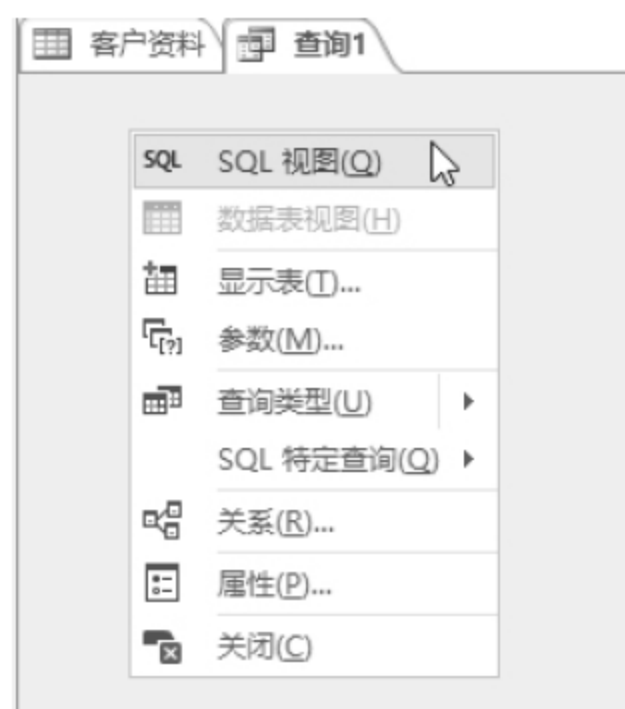 客户资料 查询1
SQL SQL 视图(Q)
数据表视图(H)
显示表(T)...
[?] 参数(M)...
查询类型(U)
SQL 特定查询(Q)
关系(R)...
属性(P)...
关闭(C)